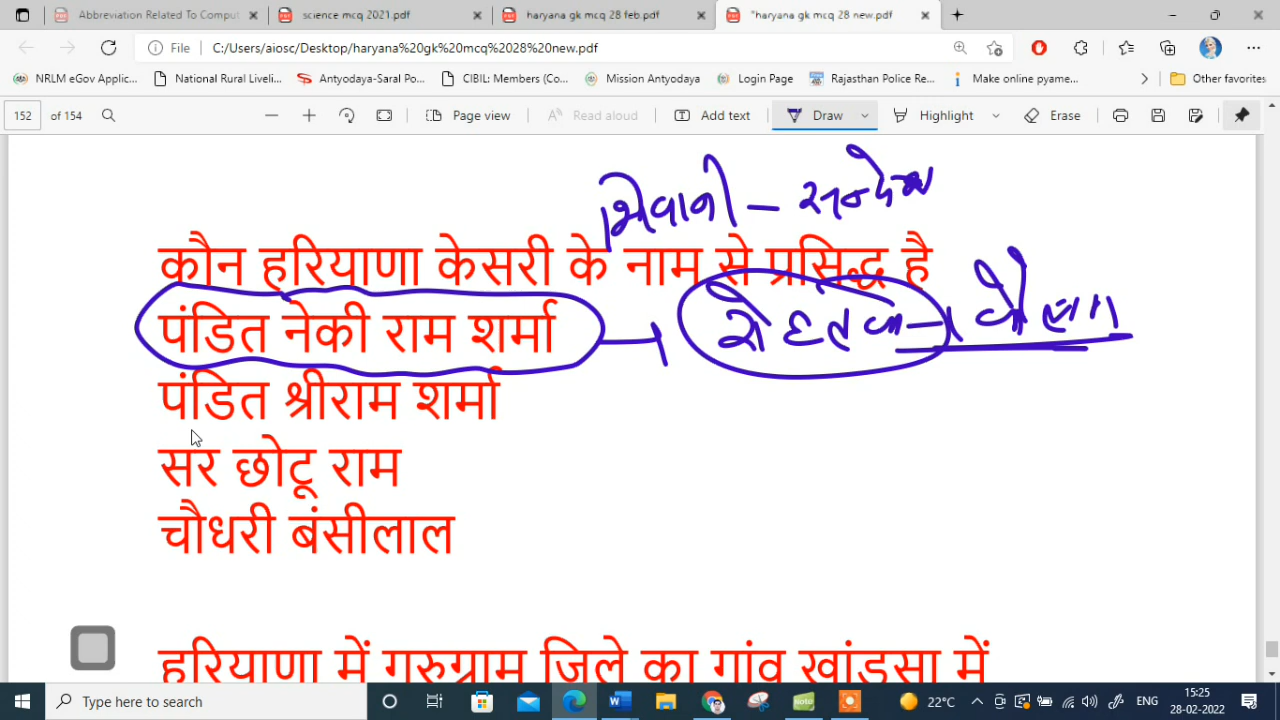 Abbreviation Related To Comput
science mcq 2021.pdf
haryana gk mcq 28 feb.pdf
*haryana gk mcq 28 new.pdf
File
C:/Users/aiosc/Desktop/haryana%20gk%20mcq%2028%20new.pdf
NRLM eGov Applic...
National Rural Liveli...
Antyodaya-Saral Po...
CIBIL: Members (Co...
Mission Antyodaya
Login Page
Rajasthan Police Re...
Make online pyame...
Other favorites
152 of 154
Page view
Read aloud
Add text
Draw
Highlight
Erase
भिवानी - सन्देश
कौन हरियाणा केसरी के नाम से प्रसिद्ध है
पंडित नेकी राम शर्मा
रोहतक
पंडित श्रीराम शर्मा
सर छोटू राम
चौधरी बंसीलाल
हरियाणा में गुरुग्राम जिले का गांव खांडसा में
Type here to search
22°C
ENG
15:25
28-02-2022